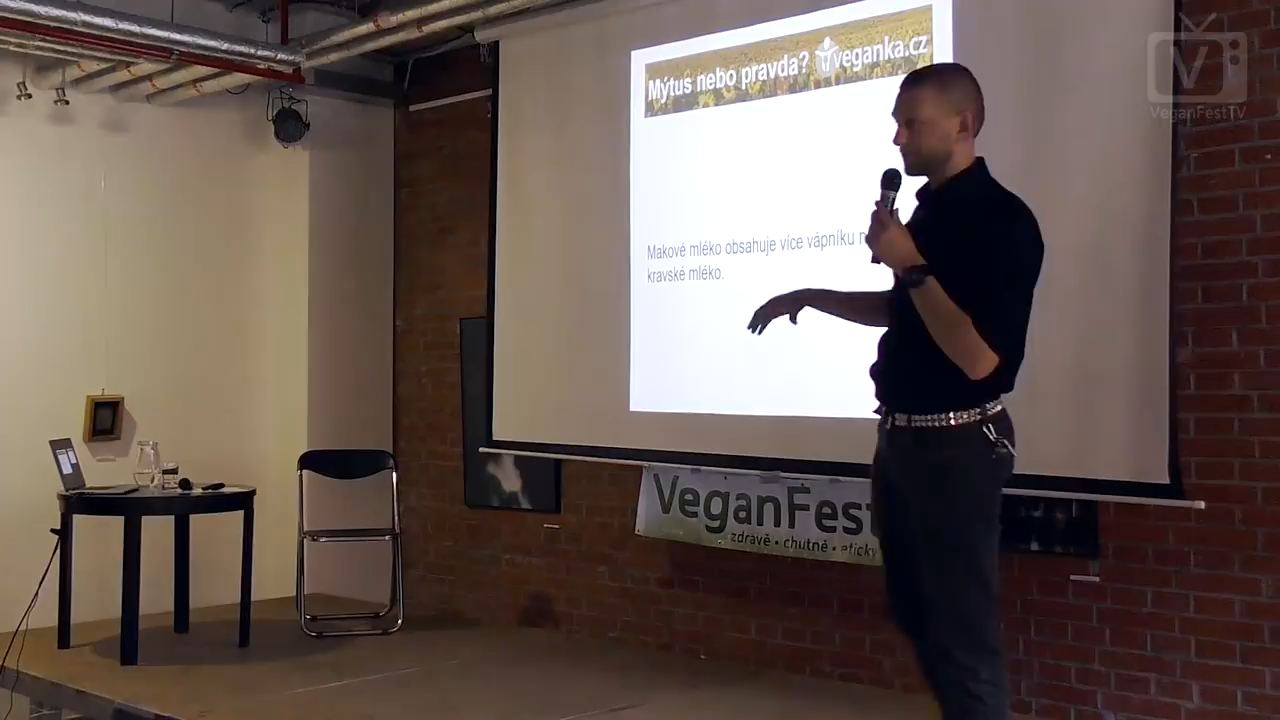 Mýtus nebo pravda? veganka.cz
Makové mléko obsahuje více vápníku
kravské mléko.
VeganFest
zdravě • chutně • eticky
V
VeganFestTV